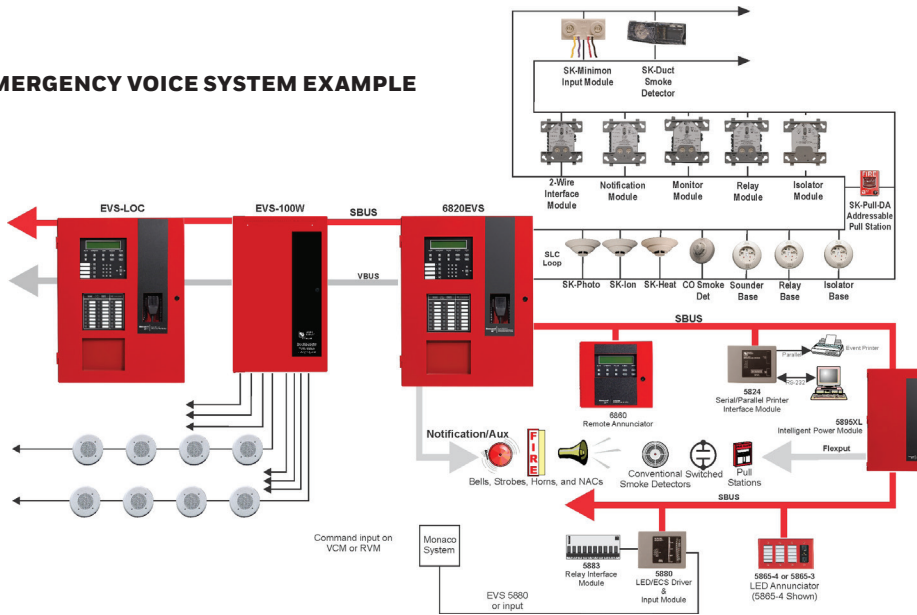 MERGENCY VOICE SYSTEM EXAMPLE
SK-Minimon
Input Module
SK-Duct
Smoke
Detector
2-Wire
Interface
Module
Notification
Module
Monitor
Module
Relay
Module
Isolator
Module
FIRE
SK-Pull-DA
Addressable
Pull Station
EVS-LOC
EVS-100W
SBUS
6820EVS
VBUS
SLC
Loop
SK-Photo
SK-Ion
SK-Heat
CO Smoke
Det
Sounder
Base
Relay
Base
Isolator
Base
SBUS
6860
Remote Annunciator
Parallel
Event Printer
RS-232
5824
Serial/Parallel Printer
Interface Module
5895XL
Intelligent Power Module
Notification/Aux
FIRE
Bells, Strobes, Horns, and NACs
Conventional
Smoke Detectors
Switched
Pull
Stations
Flexput
SBUS
Command input on
VCM or RVM
Monaco
System
EVS 5880
or input
5883
Relay Interface
Module
5880
LED/ECS Driver
&
Input Module
5865-4 or 5865-3
LED Annunciator
(5865-4 Shown)